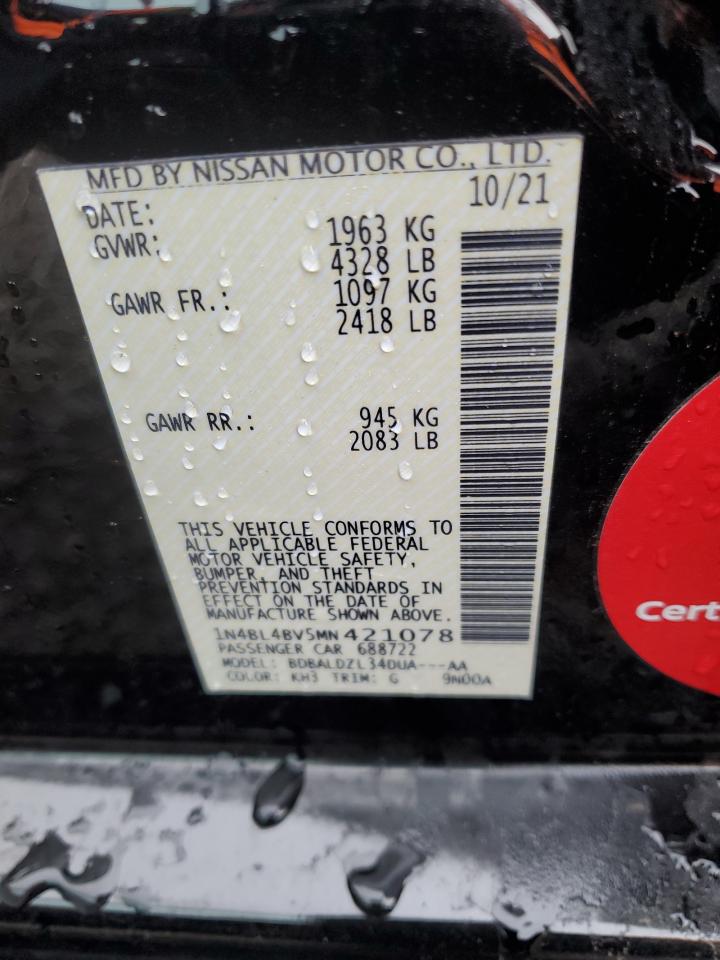 MFD BY NISSAN MOTOR CO., LTD.
DATE: 10/21
GVWR: 1963 KG
4328 LB
GAWR FR.: 1097 KG
2418 LB
GAWR RR.: 945 KG
2083 LB
THIS VEHICLE CONFORMS TO
ALL APPLICABLE FEDERAL
MOTOR VEHICLE SAFETY,
BUMPER, AND THEFT
PREVENTION STANDARDS IN
EFFECT ON THE DATE OF
MANUFACTURE SHOWN ABOVE.
1N4BL4BV5MN421078
PASSENGER CAR 688722
MODEL: BDBALDZL34DUA---AA
COLOR: KH3 TRIM: G 9N00A
Cert